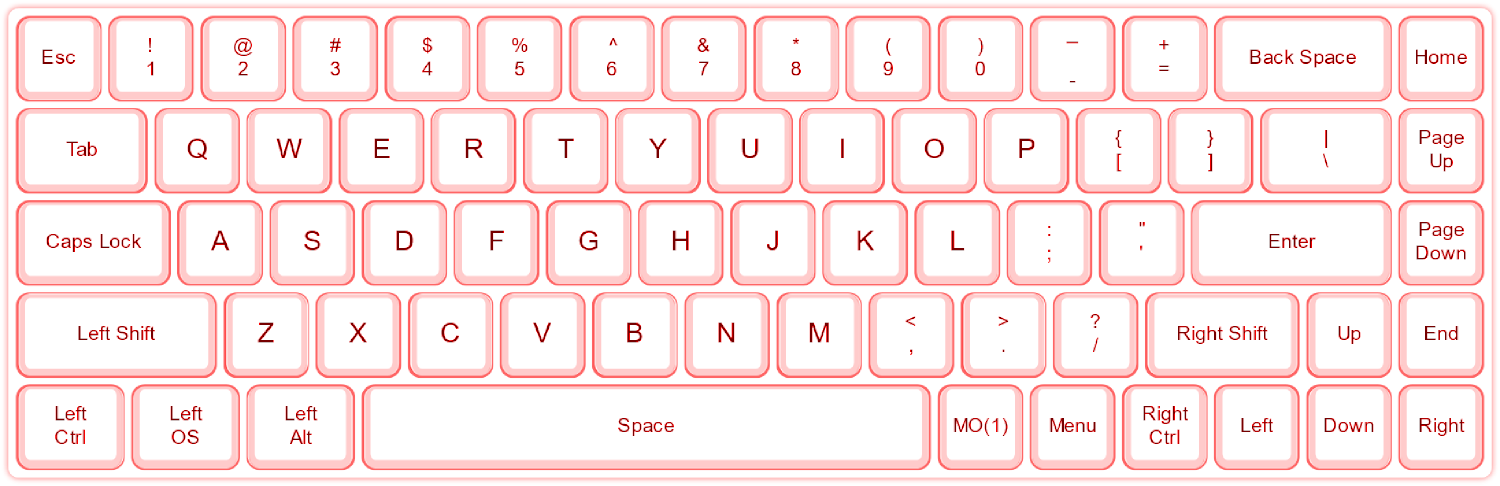 Esc ! 1 @ 2 # 3 $ 4 % 5 ^ 6 & 7 * 8 ( 9 ) 0 _ - + = Back Space Home
Tab Q W E R T Y U I O P { [ } ] | \ Page Up
Caps Lock A S D F G H J K L : ; " ' Enter Page Down
Left Shift Z X C V B N M < , > . ? / Right Shift Up End
Left Ctrl Left OS Left Alt Space MO(1) Menu Right Ctrl Left Down Right